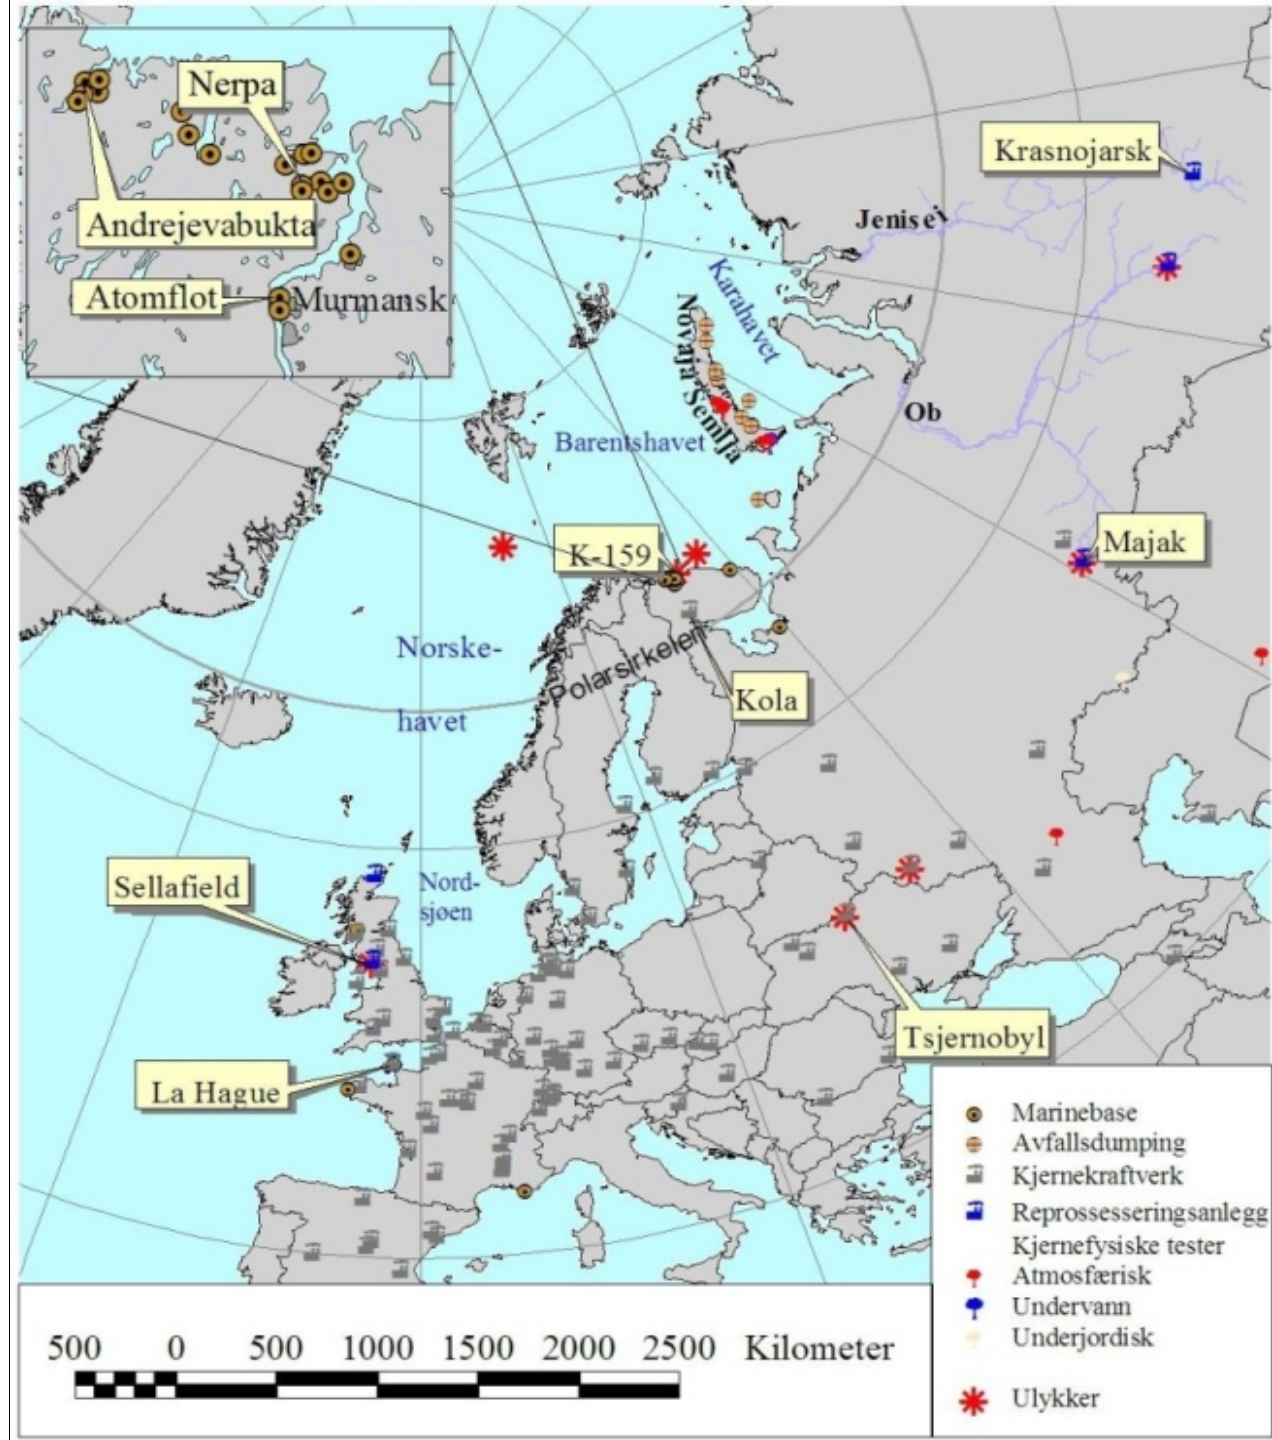 Nerpa
Andrejevabukta
Atomflot
Murmansk
Krasnojarsk
Jenisei
Karahavet
Novaja Semlja
Ob
Barentshavet
K-159
Majak
Norske-
havet
Polarsirkelen
Kola
Sellafield
Nord-
sjøen
La Hague
Tsjernobyl
Marinebase
Avfallsdumping
Kjernekraftverk
Reprossesseringsanlegg
Kjernefysiske tester
Atmosfærisk
Undervann
Underjordisk
Ulykker
500 0 500 1000 1500 2000 2500 Kilometer